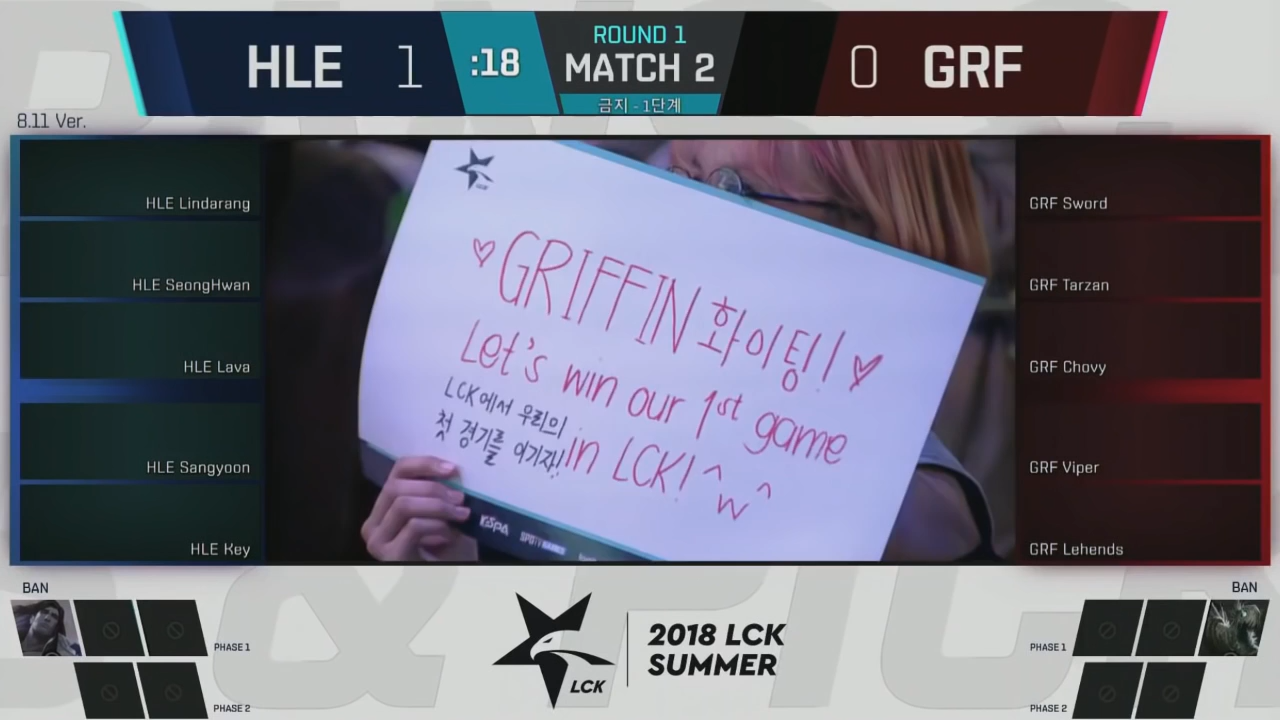 HLE 1 :18 ROUND 1 0 GRF
MATCH 2
금지 - 1단계
8.11 Ver.
HLE Lindarang
HLE SeongHwan
HLE Lava
HLE Sangyoon
HLE Key
LCK
♡GRIFFIN 화이팅!!♡
Let's win our 1st game
in LCK! ^w^
LCK에서 우리의
첫 경기를 이기자!
KeSPA SPOTV GAMES
GRF Sword
GRF Tarzan
GRF Chovy
GRF Viper
GRF Lehends
BAN
PHASE 1
PHASE 2
LCK
2018 LCK
SUMMER
BAN
PHASE 1
PHASE 2